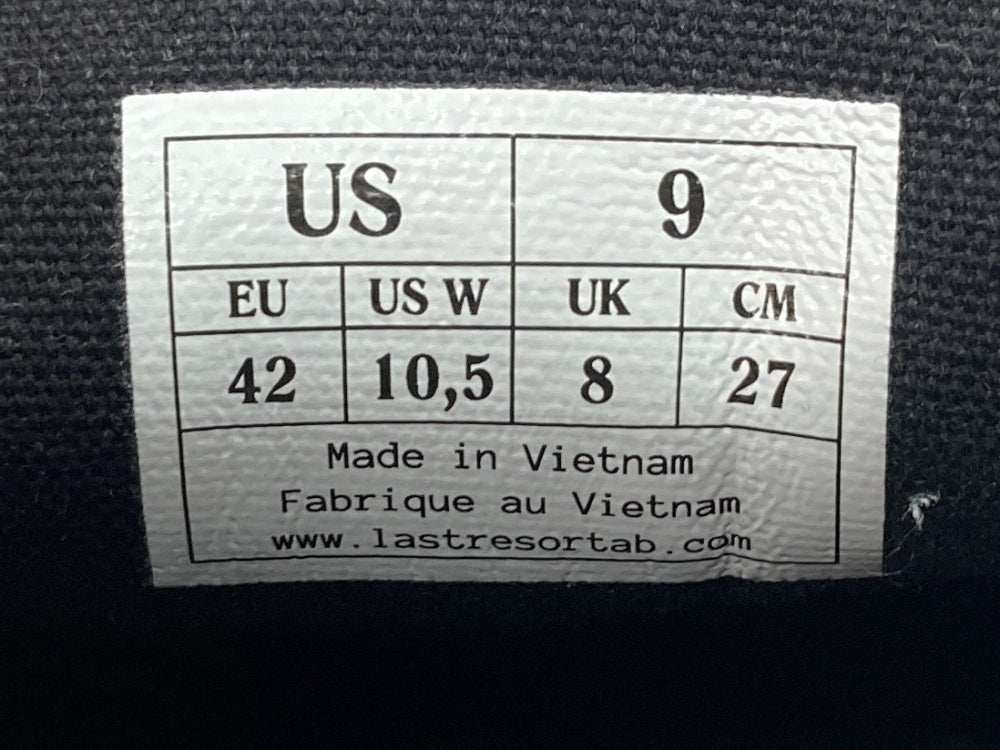 US 9
EU US W UK CM
42 10,5 8 27
Made in Vietnam
Fabrique au Vietnam
www.lastresortab.com